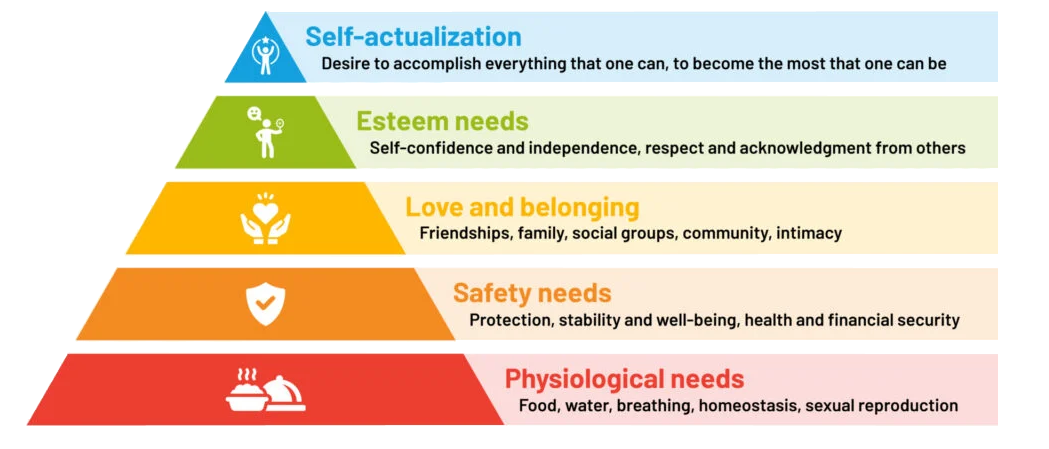 Self-actualization
Desire to accomplish everything that one can, to become the most that one can be
Esteem needs
Self-confidence and independence, respect and acknowledgment from others
Love and belonging
Friendships, family, social groups, community, intimacy
Safety needs
Protection, stability and well-being, health and financial security
Physiological needs
Food, water, breathing, homeostasis, sexual reproduction